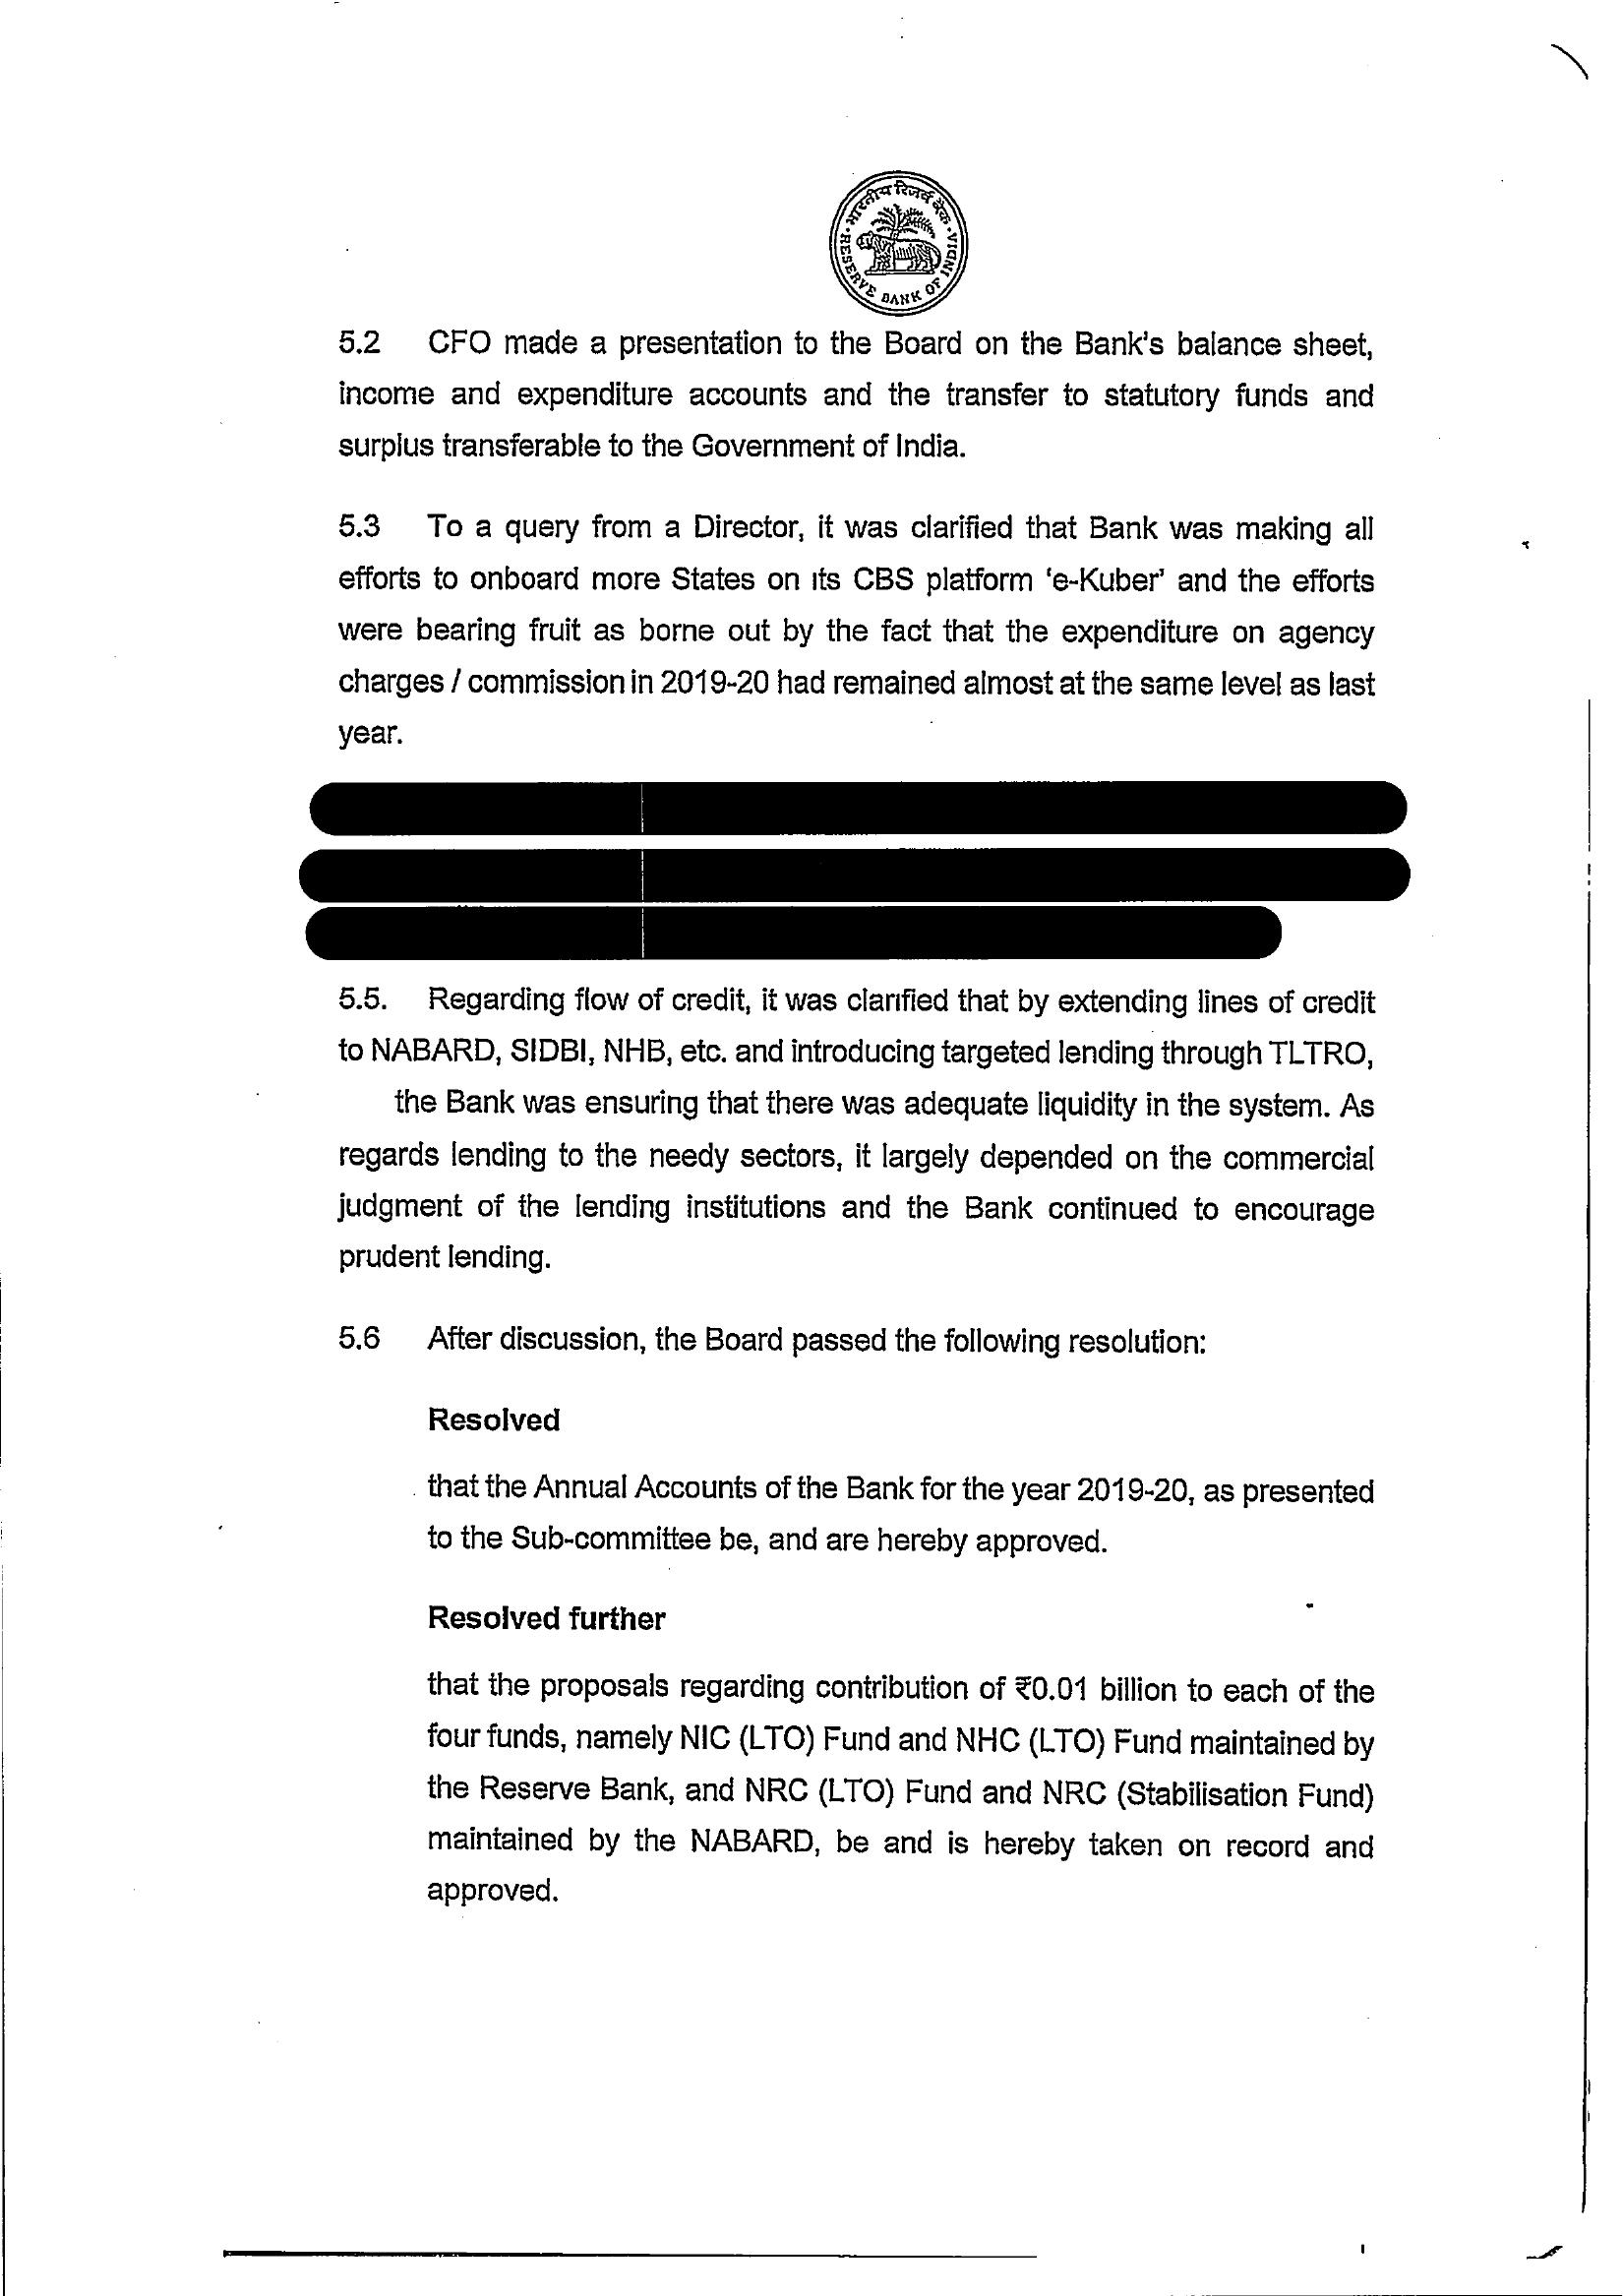 भारतीय रिज़र्व बैंक
RESERVE BANK OF INDIA
5.2 CFO made a presentation to the Board on the Bank's balance sheet,
income and expenditure accounts and the transfer to statutory funds and
surplus transferable to the Government of India.
5.3 To a query from a Director, it was clarified that Bank was making all
efforts to onboard more States on its CBS platform 'e-Kuber' and the efforts
were bearing fruit as borne out by the fact that the expenditure on agency
charges / commission in 2019-20 had remained almost at the same level as last
year.
5.5. Regarding flow of credit, it was clarified that by extending lines of credit
to NABARD, SIDBI, NHB, etc. and introducing targeted lending through TLTRO,
the Bank was ensuring that there was adequate liquidity in the system. As
regards lending to the needy sectors, it largely depended on the commercial
judgment of the lending institutions and the Bank continued to encourage
prudent lending.
5.6 After discussion, the Board passed the following resolution:
Resolved
that the Annual Accounts of the Bank for the year 2019-20, as presented
to the Sub-committee be, and are hereby approved.
Resolved further
that the proposals regarding contribution of ₹0.01 billion to each of the
four funds, namely NIC (LTO) Fund and NHC (LTO) Fund maintained by
the Reserve Bank, and NRC (LTO) Fund and NRC (Stabilisation Fund)
maintained by the NABARD, be and is hereby taken on record and
approved.